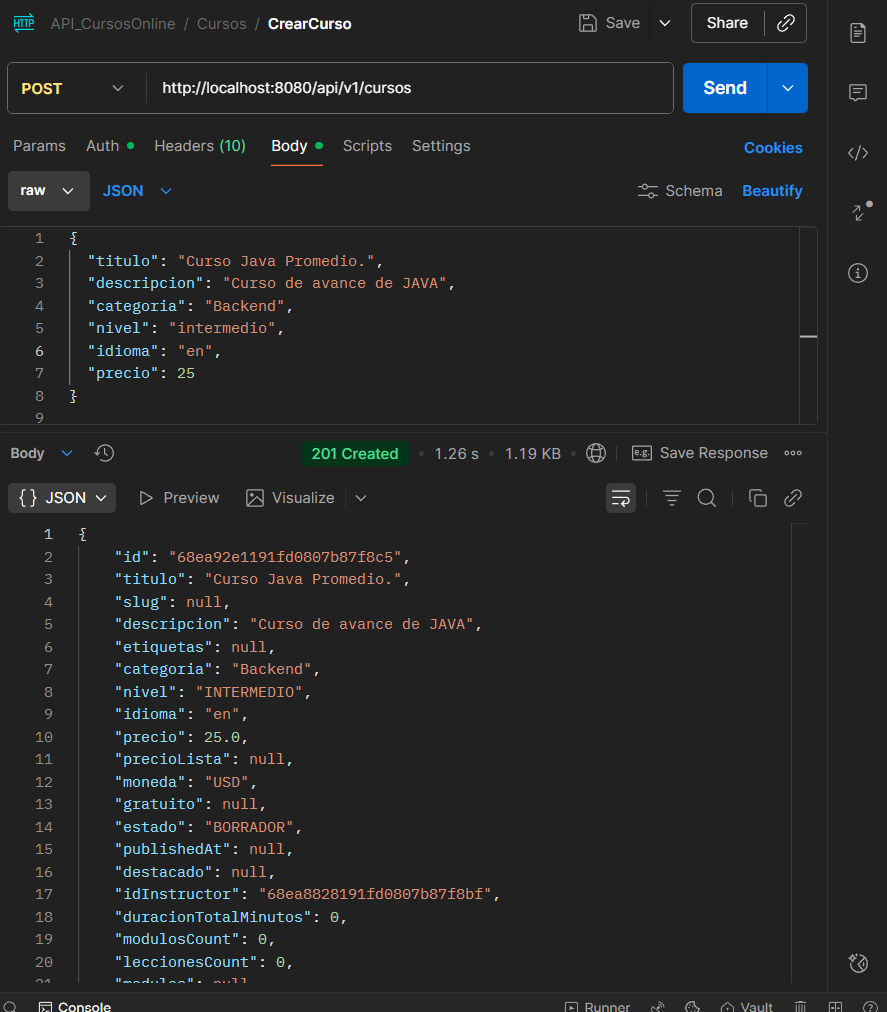 HTTP API_CursosOnline / Cursos / CrearCurso Save Share
POST http://localhost:8080/api/v1/cursos Send
Params Auth Headers (10) Body Scripts Settings Cookies
raw JSON Schema Beautify
1 {
2 "titulo": "Curso Java Promedio.",
3 "descripcion": "Curso de avance de JAVA",
4 "categoria": "Backend",
5 "nivel": "intermedio",
6 "idioma": "en",
7 "precio": 25
8 }
9
Body 201 Created • 1.26 s • 1.19 KB • e.g. Save Response
{} JSON Preview Visualize
1 {
2 "id": "68ea92e1191fd0807b87f8c5",
3 "titulo": "Curso Java Promedio.",
4 "slug": null,
5 "descripcion": "Curso de avance de JAVA",
6 "etiquetas": null,
7 "categoria": "Backend",
8 "nivel": "INTERMEDIO",
9 "idioma": "en",
10 "precio": 25.0,
11 "precioLista": null,
12 "moneda": "USD",
13 "gratuito": null,
14 "estado": "BORRADOR",
15 "publishedAt": null,
16 "destacado": null,
17 "idInstructor": "68ea8828191fd0807b87f8bf",
18 "duracionTotalMinutos": 0,
19 "modulosCount": 0,
20 "leccionesCount": 0,
21 "modulos": null
Console Runner Vault